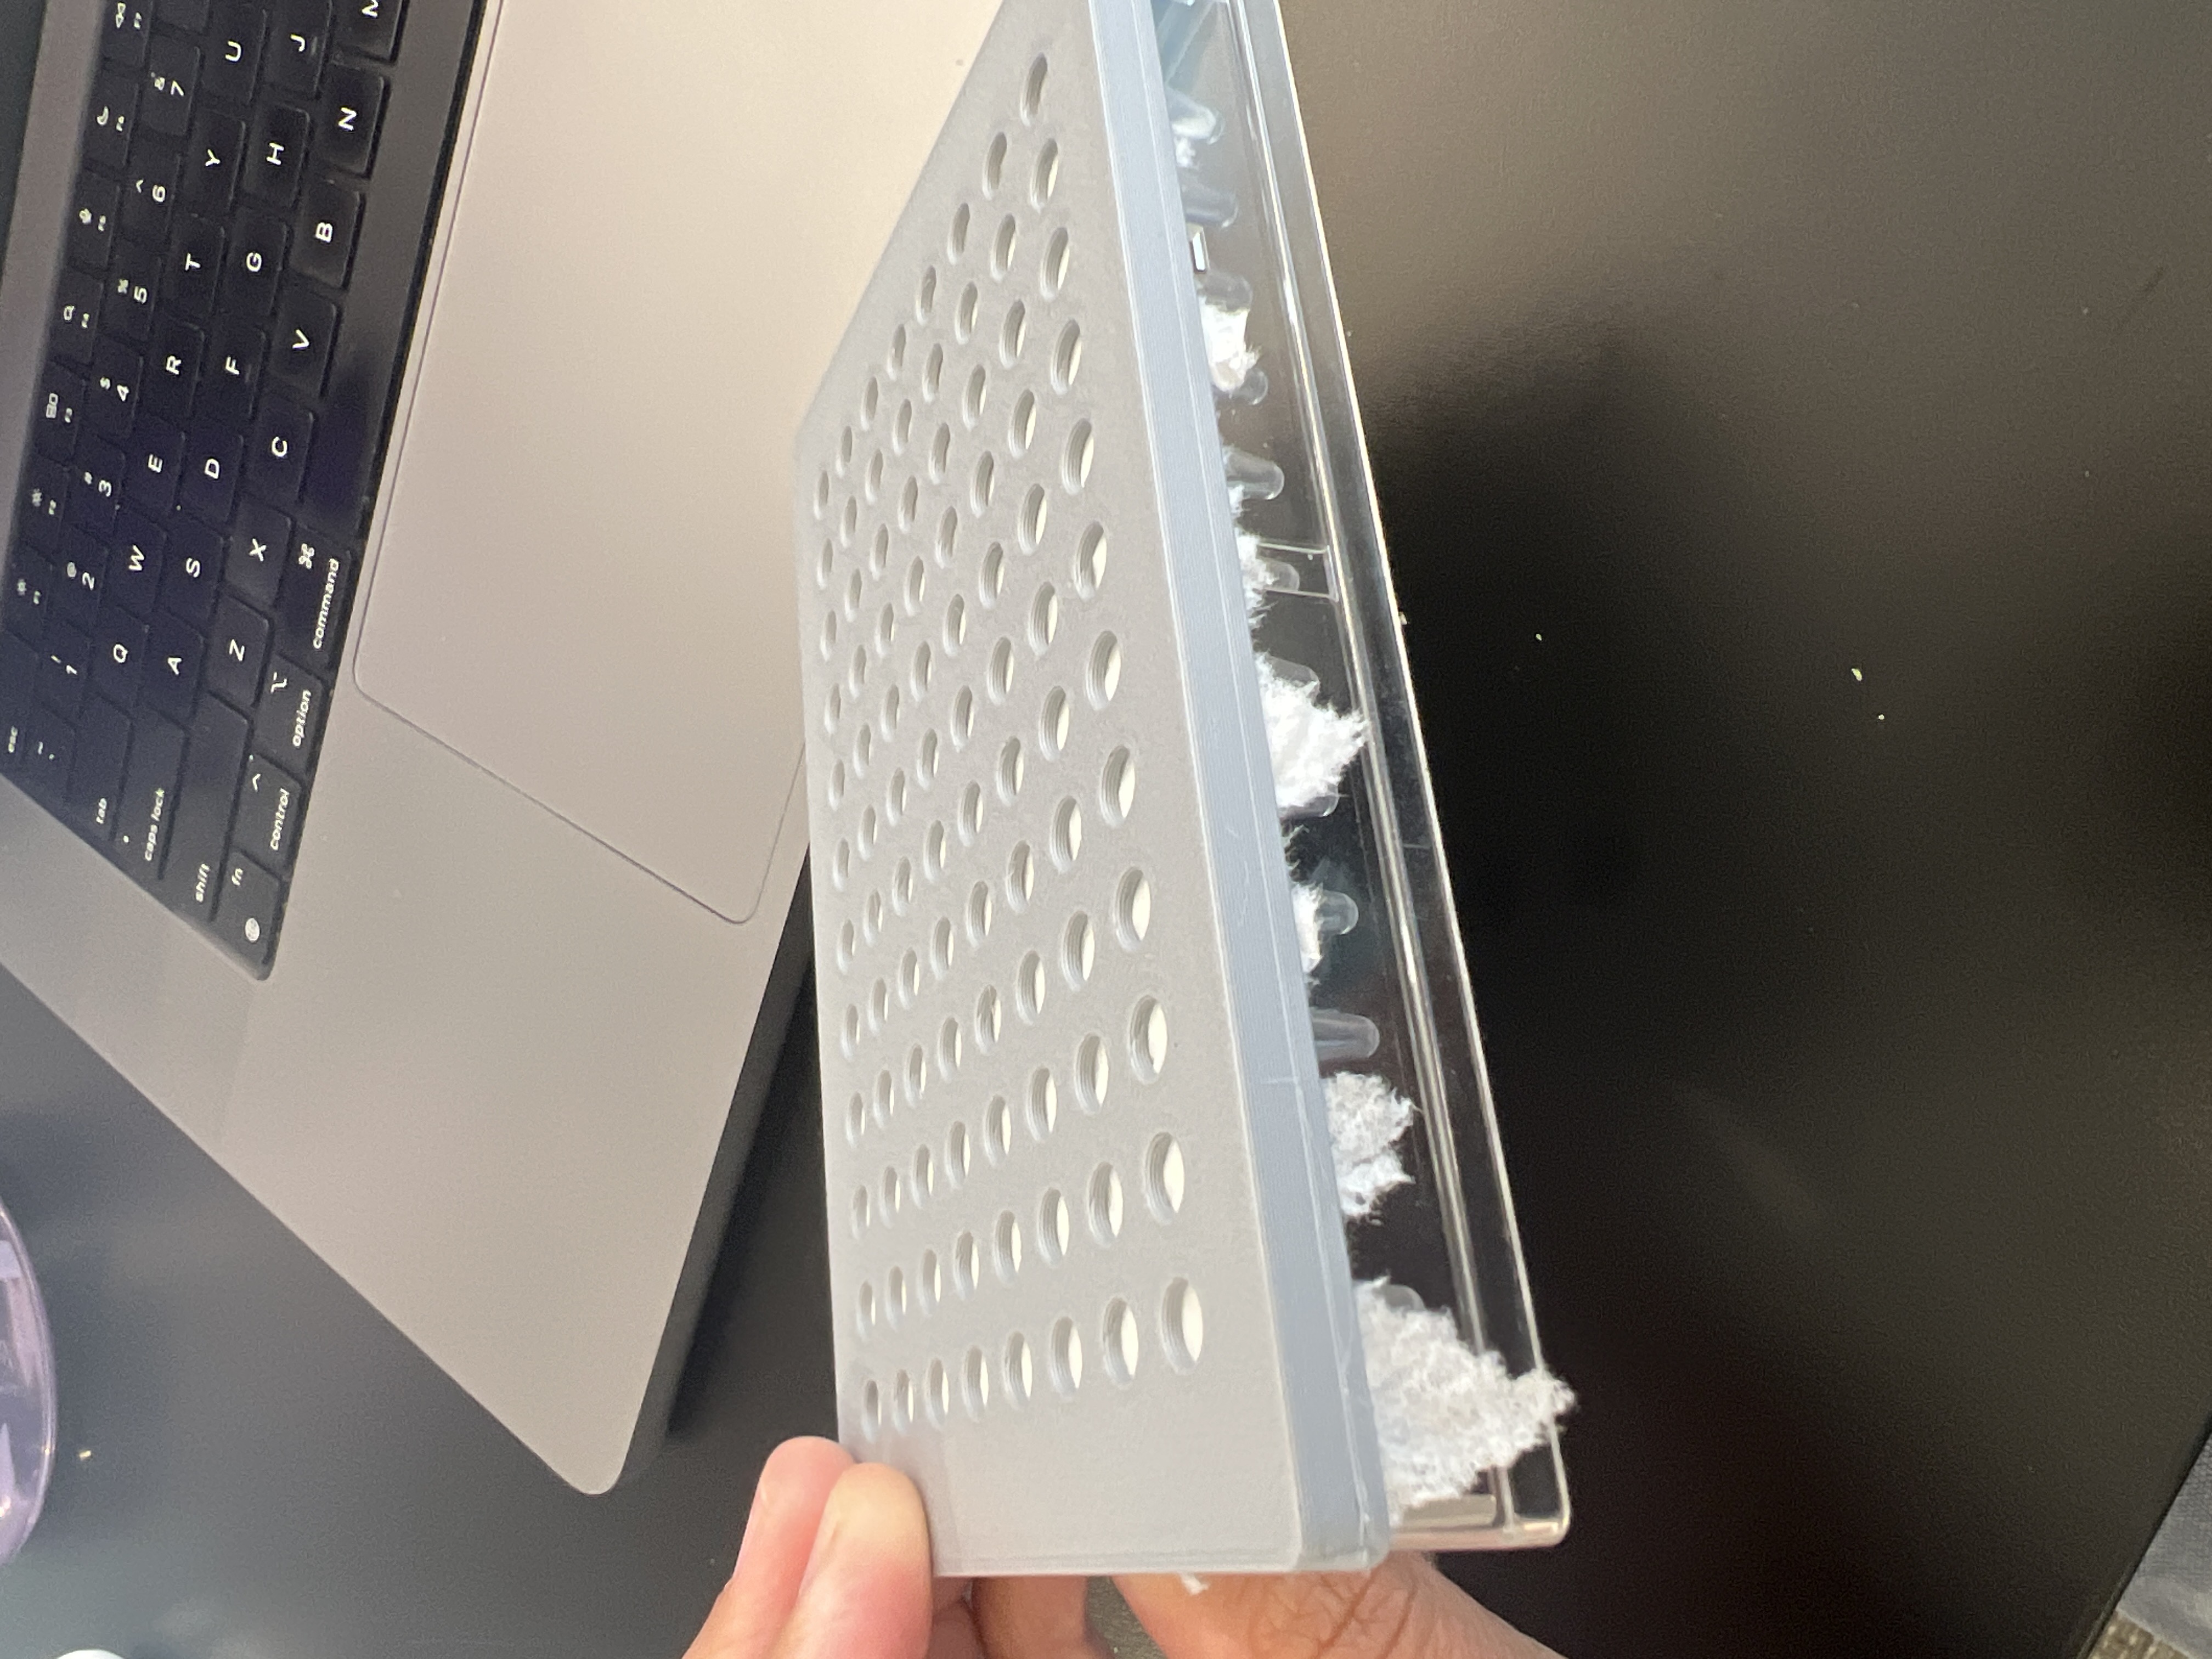 esc F1 F2 F3 F4 F5 F6 F7
~ ` ! 1 @ 2 # 3 $ 4 % 5 ^ 6 & 7
tab Q W E R T Y U
caps lock A S D F G H J
shift Z X C V B N M
fn control option command